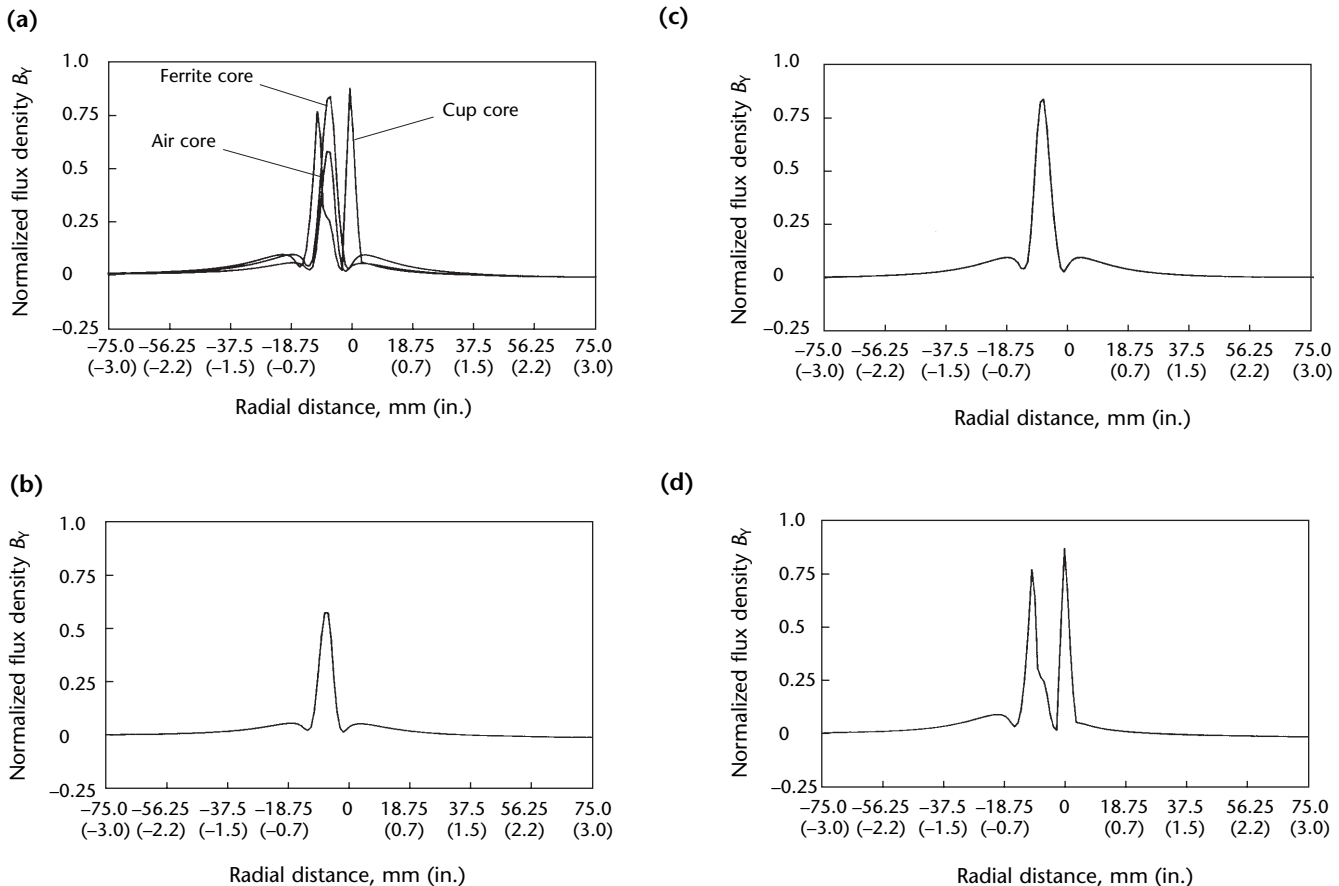 (a)
Normalized flux density Bγ
1.0
0.75
0.5
0.25
0
–0.25
Ferrite core
Air core
Cup core
–75.0 –56.25 –37.5 –18.75 0 18.75 37.5 56.25 75.0
(–3.0) (–2.2) (–1.5) (–0.7) (0.7) (1.5) (2.2) (3.0)
Radial distance, mm (in.)
(b)
Normalized flux density Bγ
1.0
0.75
0.5
0.25
0
–0.25
–75.0 –56.25 –37.5 –18.75 0 18.75 37.5 56.25 75.0
(–3.0) (–2.2) (–1.5) (–0.7) (0.7) (1.5) (2.2) (3.0)
Radial distance, mm (in.)
(c)
Normalized flux density Bγ
1.0
0.75
0.5
0.25
0
–0.25
–75.0 –56.25 –37.5 –18.75 0 18.75 37.5 56.25 75.0
(–3.0) (–2.2) (–1.5) (–0.7) (0.7) (1.5) (2.2) (3.0)
Radial distance, mm (in.)
(d)
Normalized flux density Bγ
1.0
0.75
0.5
0.25
0
–0.25
–75.0 –56.25 –37.5 –18.75 0 18.75 37.5 56.25 75.0
(–3.0) (–2.2) (–1.5) (–0.7) (0.7) (1.5) (2.2) (3.0)
Radial distance, mm (in.)